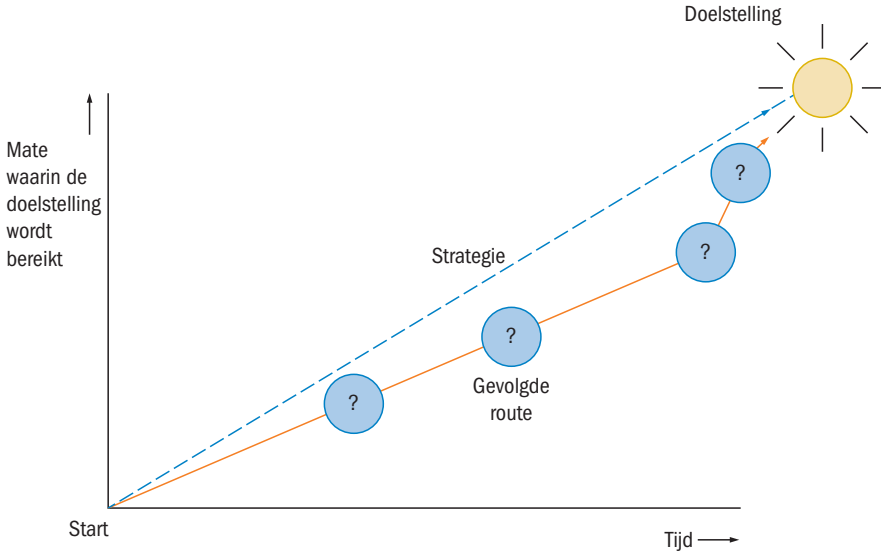 Doelstelling
Mate
waarin de
doelstelling
wordt
bereikt
Strategie
?
?
?
?
Gevolgde
route
Start
Tijd